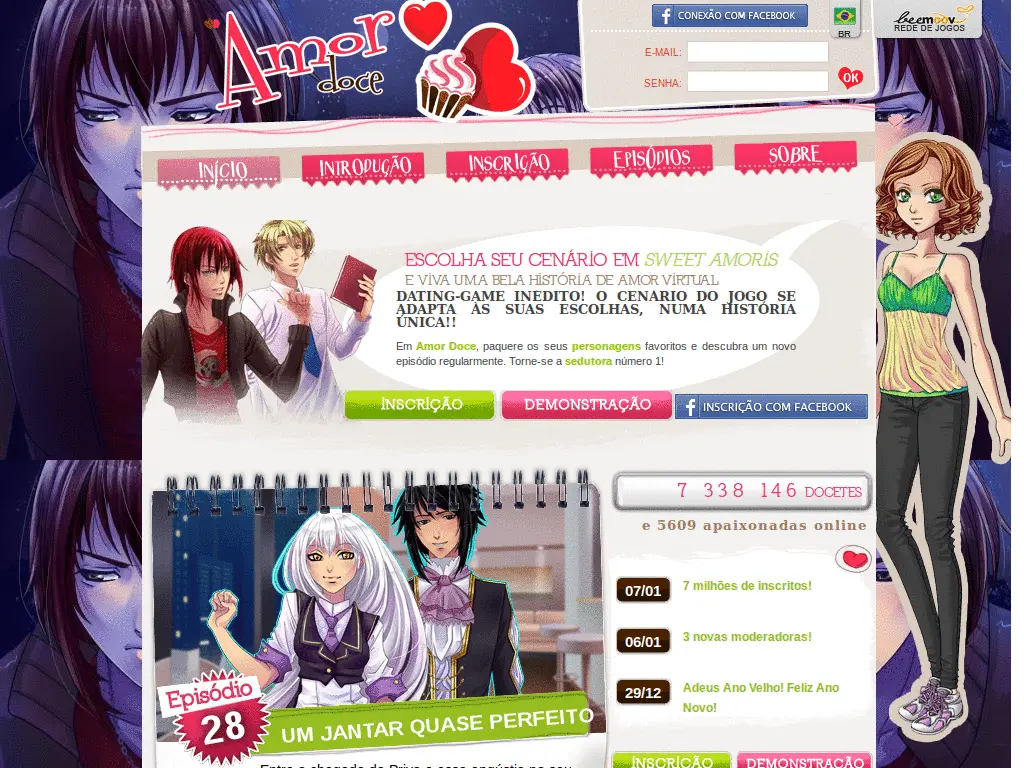 Amor
doce
CONEXÃO COM FACEBOOK
BR
beemoov
REDE DE JOGOS
E-MAIL:
SENHA:
OK
INÍCIO
INTRODUÇÃO
INSCRIÇÃO
EPISÓDIOS
SOBRE
ESCOLHA SEU CENÁRIO EM SWEET AMORIS
E VIVA UMA BELA HISTÓRIA DE AMOR VIRTUAL
DATING-GAME INEDITO! O CENARIO DO JOGO SE
ADAPTA AS SUAS ESCOLHAS, NUMA HISTÓRIA
ÚNICA!!
Em Amor Doce, paquere os seus personagens favoritos e descubra um novo
episódio regularmente. Torne-se a sedutora número 1!
INSCRIÇÃO
DEMONSTRAÇÃO
INSCRIÇÃO COM FACEBOOK
7 338 146 DOCETES
e 5609 apaixonadas online
07/01 7 milhões de inscritos!
06/01 3 novas moderadoras!
29/12 Adeus Ano Velho! Feliz Ano
Novo!
Episódio
28
UM JANTAR QUASE PERFEITO
INSCRIÇÃO
DEMONSTRAÇÃO